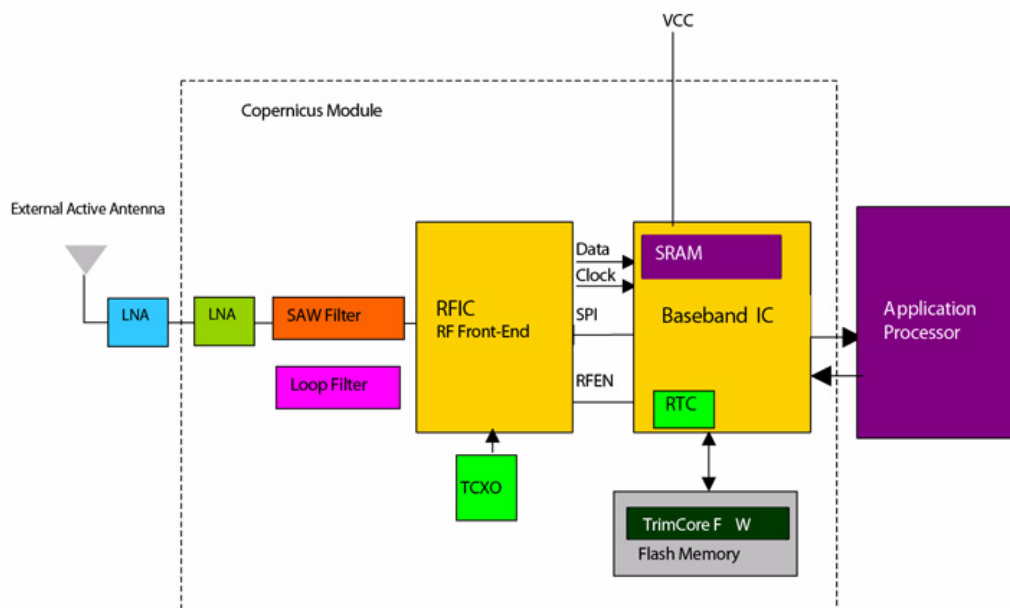 VCC
Copernicus Module
External Active Antenna
LNA
LNA
SAW Filter
Loop Filter
RFIC
RF Front-End
TCXO
Data
Clock
SPI
RFEN
SRAM
Baseband IC
RTC
TrimCore F W
Flash Memory
Application
Processor